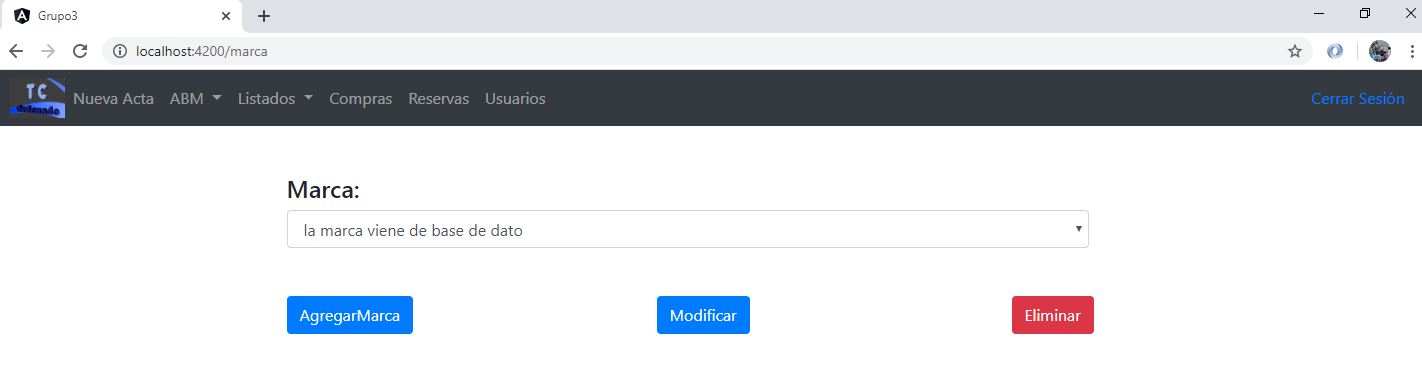 Grupo3
localhost:4200/marca
TC Nueva Acta ABM Listados Compras Reservas Usuarios Cerrar Sesión
Marca:
la marca viene de base de dato
AgregarMarca Modificar Eliminar